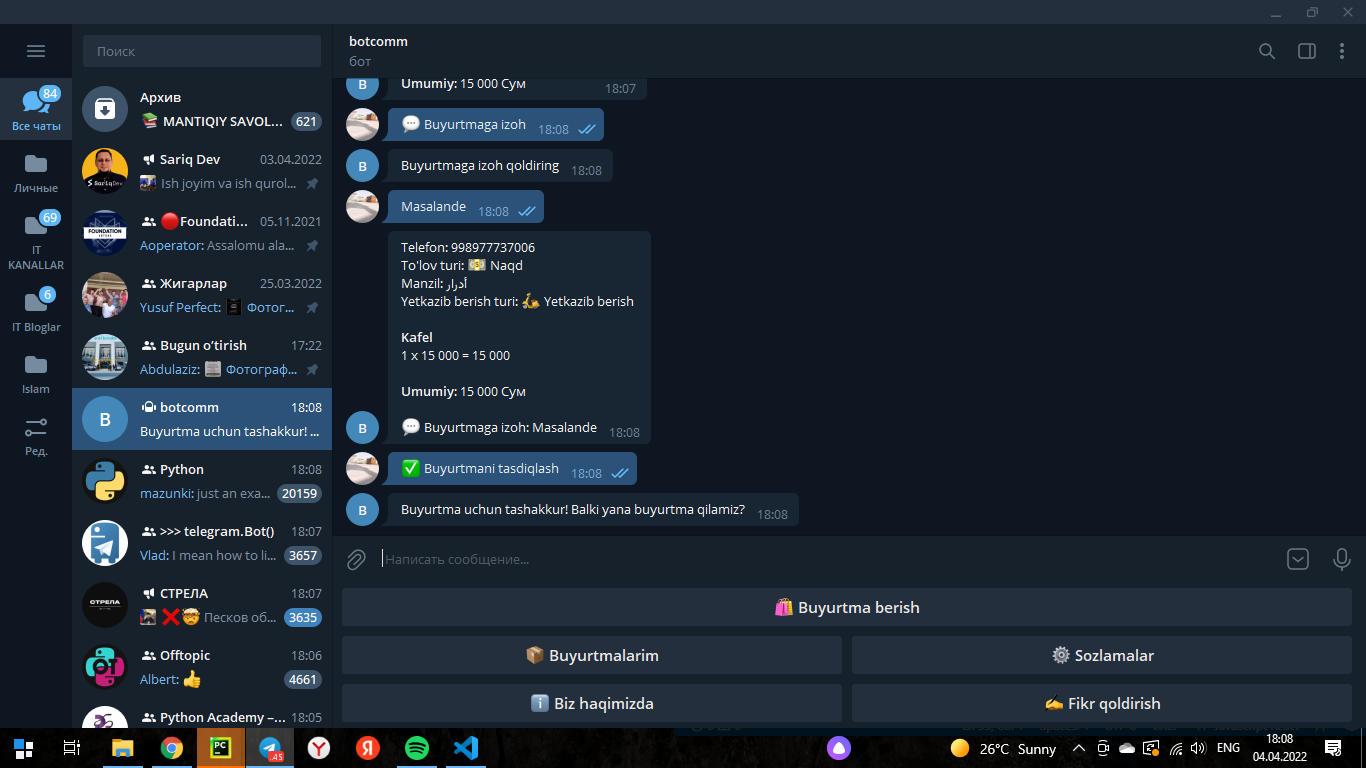 Поиск
84
Все чаты
Личные
69
IT
KANALLAR
6
IT Bloglar
Islam
Ред.
Архив
📚 MANTIQIY SAVOL... 621
Sariq Dev 03.04.2022
Ish joyim va ish qurol...
🔴Foundati... 05.11.2021
Aoperator: Assalomu ala...
Жигарлар 25.03.2022
Yusuf Perfect: Фотог...
Bugun o‘tirish 17:22
Abdulaziz: Фотограф...
B
botcomm 18:08
Buyurtma uchun tashakkur! ...
Python 18:08
mazunki: just an exa... 20159
>>> telegram.Bot() 18:07
Vlad: I mean how to li... 3657
СТРЕЛА 18:07
❌🤯 Песков об... 3635
Offtopic 18:06
Albert: 👍 4661
Python Academy –... 18:05
botcomm
бот
B
Umumiy: 15 000 Сум 18:07
💬 Buyurtmaga izoh 18:08
B
Buyurtmaga izoh qoldiring 18:08
Masalande 18:08
Telefon: 998977737006
To'lov turi: 💵 Naqd
Manzil: أدرار
Yetkazib berish turi: 🛵 Yetkazib berish
Kafel
1 x 15 000 = 15 000
Umumiy: 15 000 Сум
B
💬 Buyurtmaga izoh: Masalande 18:08
✅ Buyurtmani tasdiqlash 18:08
B
Buyurtma uchun tashakkur! Balki yana buyurtma qilamiz? 18:08
Написать сообщение...
🛍 Buyurtma berish
📦 Buyurtmalarim
⚙️ Sozlamalar
ℹ️ Biz haqimizda
✍️ Fikr qoldirish
PC
.45
Y
Я
26°C Sunny
ENG
18:08
04.04.2022